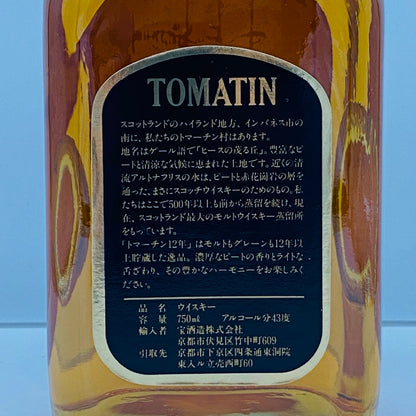 TOMATIN
スコットランドのハイランド地方、インバネス市の
南に、私たちのトマーチン村はあります。
地名はゲール語で「ヒースの茂る丘」。豊富なピ
ートと清涼な気候に恵まれた土地です。近くの清
流アルトナフリスの水は、ピートと赤花崗岩の層
を通った、まさにスコッチウイスキーのためのもの。私
たちはここで500年以上も前から蒸留を続け、現
在、スコットランド最大のモルトウイスキー蒸留所
をもっています。
「トマーチン12年」はモルトもグレーンも12年以
上貯蔵した逸品。濃厚なピートの香りとライトな
舌ざわり、その豊かなハーモニーをお楽しみくだ
さい。
品名 ウイスキー
容量 750ml アルコール分43度
輸入者 宝酒造株式会社
京都市伏見区竹中町609
引取先 京都市下京区四条通東洞院
東入ル立売西町60